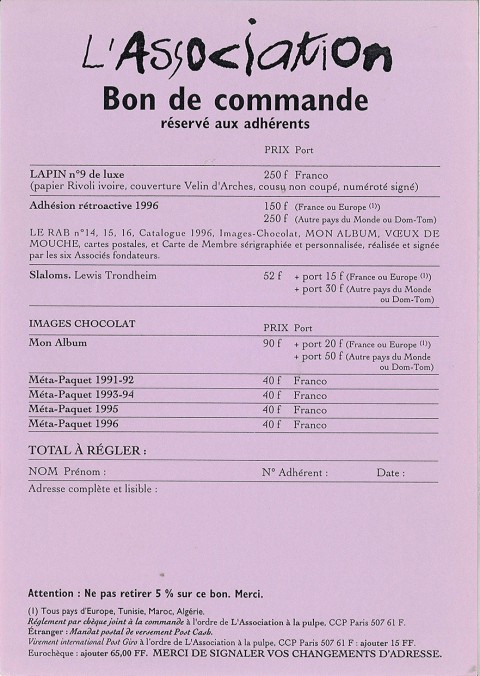 L'ASSOCIATION
Bon de commande
réservé aux adhérents
PRIX Port
LAPIN n°9 de luxe 250 f Franco
(papier Rivoli ivoire, couverture Velin d'Arches, cousu non coupé, numéroté signé)
Adhésion rétroactive 1996 150 f (France ou Europe (1))
250 f (Autre pays du Monde ou Dom-Tom)
LE RAB n°14, 15, 16, Catalogue 1996, Images-Chocolat, MON ALBUM, VŒUX DE
MOUCHE, cartes postales, et Carte de Membre sérigraphiée et personnalisée, réalisée et signée
par les six Associés fondateurs.
Slaloms. Lewis Trondheim 52 f + port 15 f (France ou Europe (1))
+ port 30 f (Autre pays du Monde
ou Dom-Tom)
IMAGES CHOCOLAT PRIX Port
Mon Album 90 f + port 20 f (France ou Europe (1))
+ port 50 f (Autre pays du Monde
ou Dom-Tom)
Méta-Paquet 1991-92 40 f Franco
Méta-Paquet 1993-94 40 f Franco
Méta-Paquet 1995 40 f Franco
Méta-Paquet 1996 40 f Franco
TOTAL À RÉGLER :
NOM Prénom : N° Adhérent : Date :
Adresse complète et lisible :
Attention : Ne pas retirer 5 % sur ce bon. Merci.
(1) Tous pays d'Europe, Tunisie, Maroc, Algérie.
Réglement par chèque joint à la commande à l'ordre de L'Association à la pulpe, CCP Paris 507 61 F.
Étranger : Mandat postal de versement Post Cash.
Virement international Post Giro à l'ordre de L'Association à la pulpe, CCP Paris 507 61 F : ajouter 15 FF.
Eurochèque : ajouter 65,00 FF. MERCI DE SIGNALER VOS CHANGEMENTS D'ADRESSE.